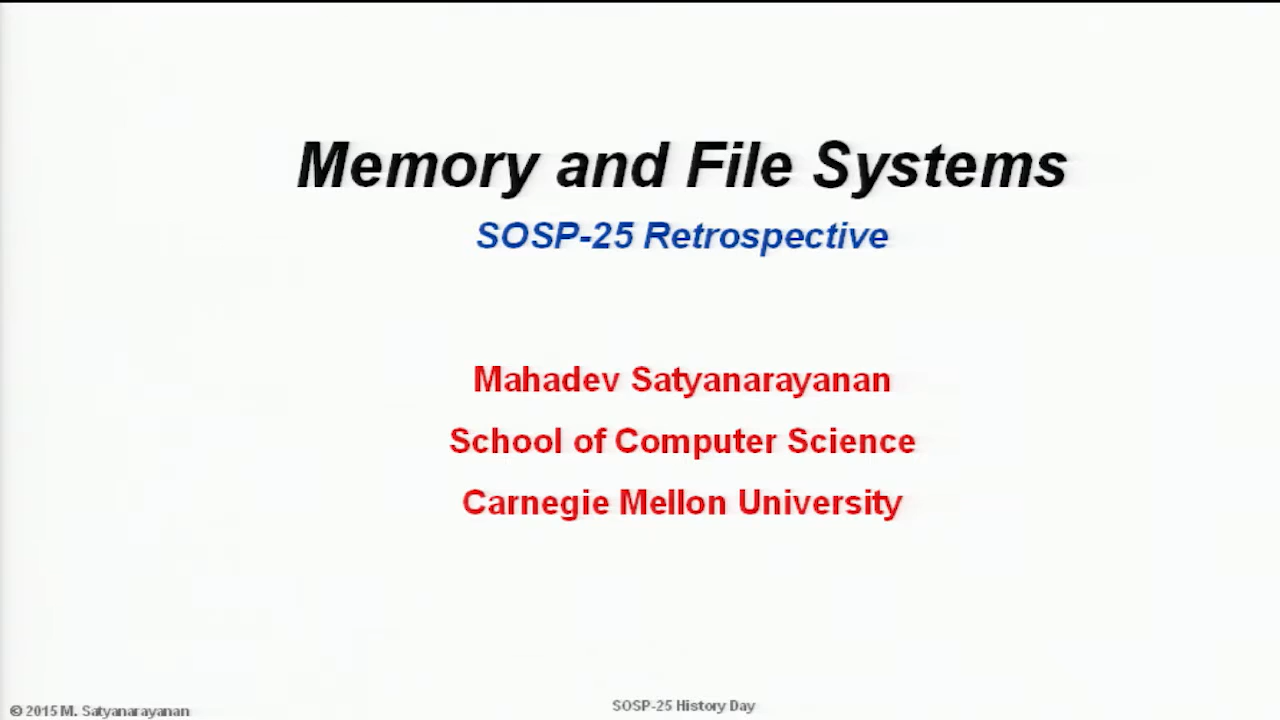 Memory and File Systems
SOSP-25 Retrospective
Mahadev Satyanarayanan
School of Computer Science
Carnegie Mellon University
© 2015 M. Satyanarayanan
SOSP-25 History Day